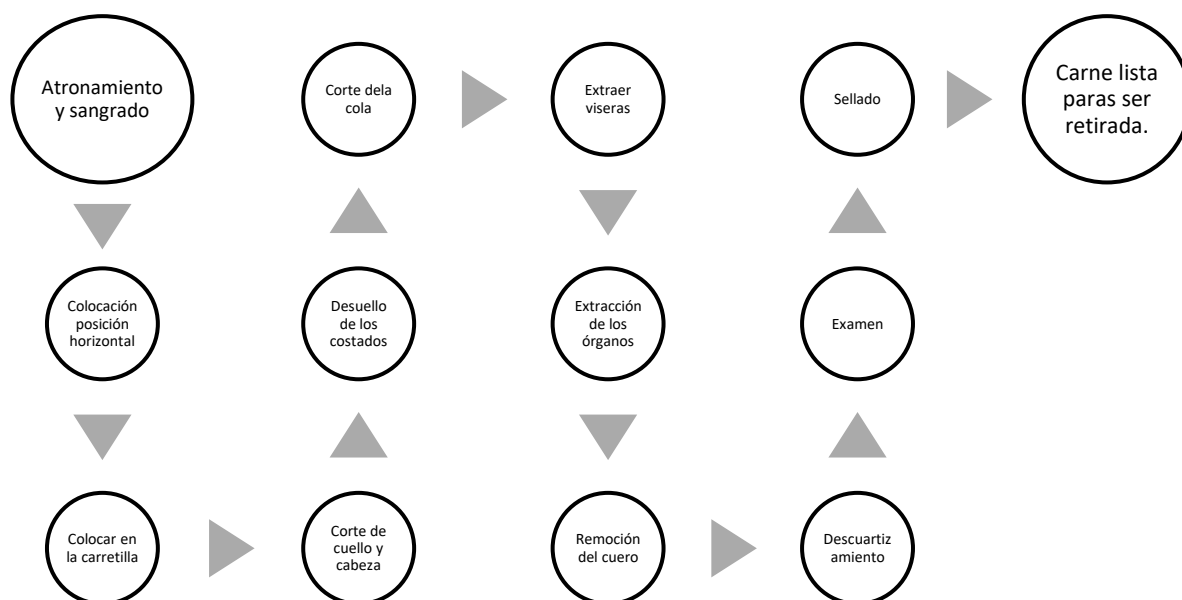 Atronamiento
y sangrado
Colocación
posición
horizontal
Colocar en
la carretilla
Corte de
cuello y
cabeza
Desuello
de los
costados
Corte dela
cola
Extraer
viseras
Extracción
de los
órganos
Remoción
del cuero
Descuartiz
amiento
Examen
Sellado
Carne lista
paras ser
retirada.